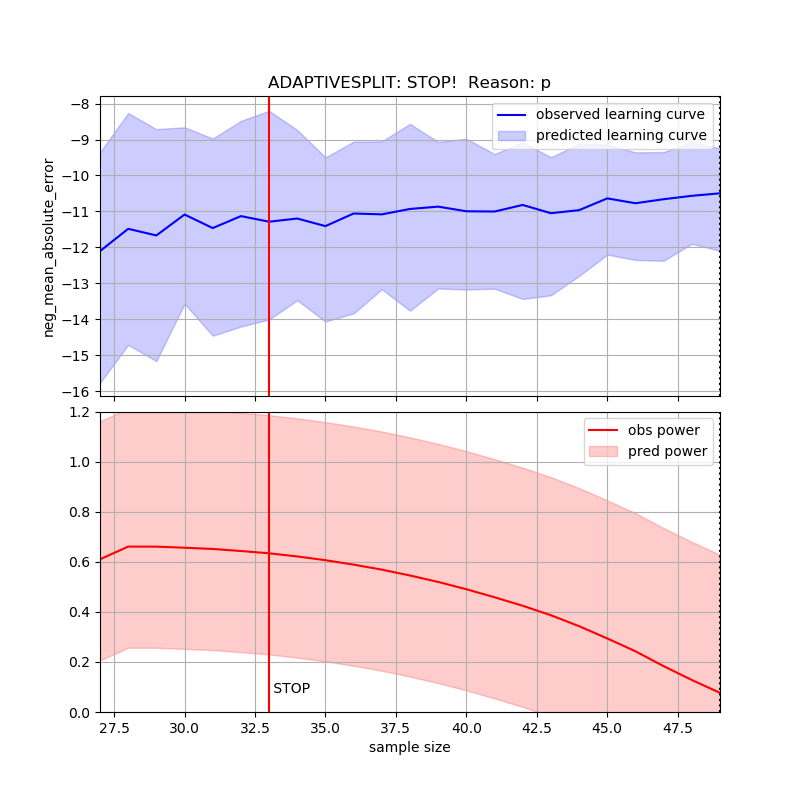 ADAPTIVESPLIT: STOP!  Reason: p
neg_mean_absolute_error
−8
−9
−10
−11
−12
−13
−14
−15
−16
observed learning curve
predicted learning curve
1.2
1.0
0.8
0.6
0.4
0.2
0.0
obs power
pred power
STOP
27.5 30.0 32.5 35.0 37.5 40.0 42.5 45.0 47.5
sample size